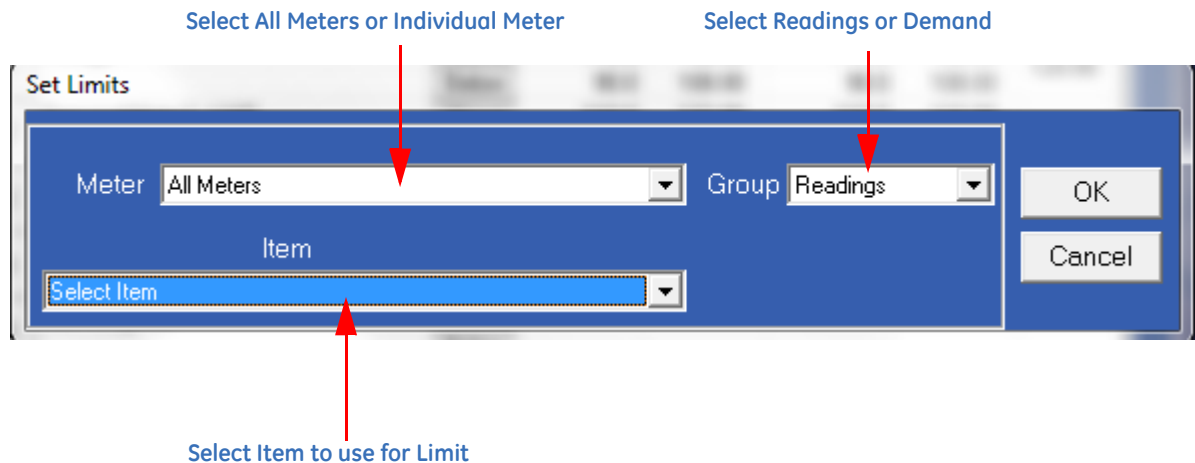 Select All Meters or Individual Meter
Select Readings or Demand
Set Limits
Meter
All Meters
Group
Readings
OK
Item
Cancel
Select Item
Select Item to use for Limit